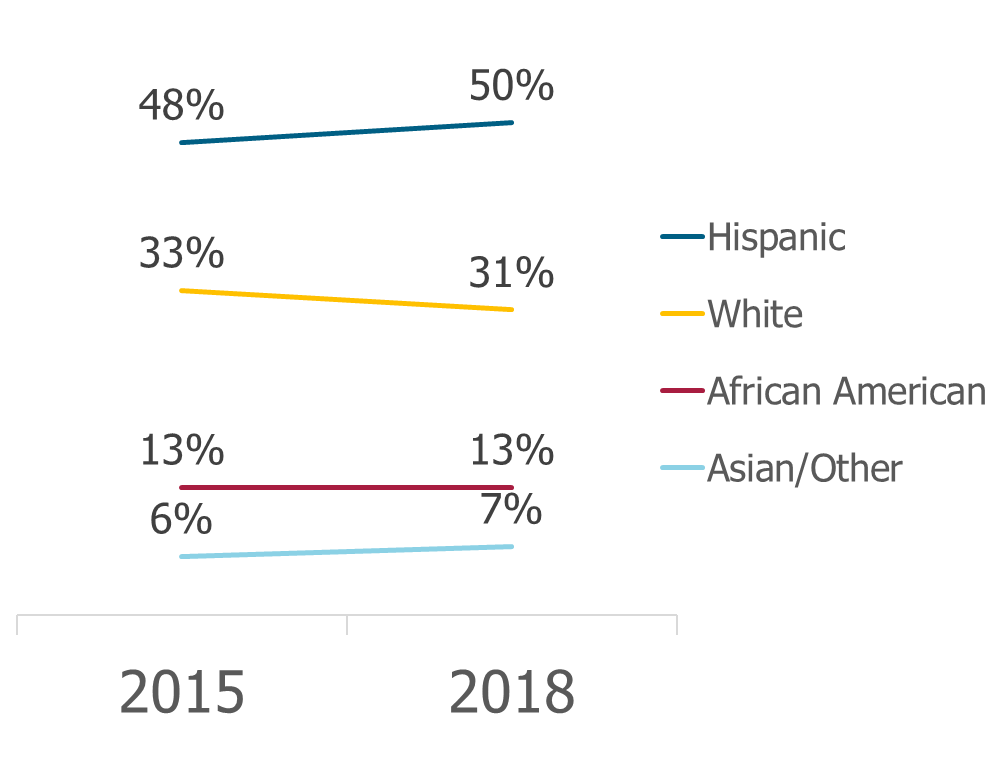 48%
50%
33%
31%
13%
13%
6%
7%
2015
2018
Hispanic
White
African American
Asian/Other